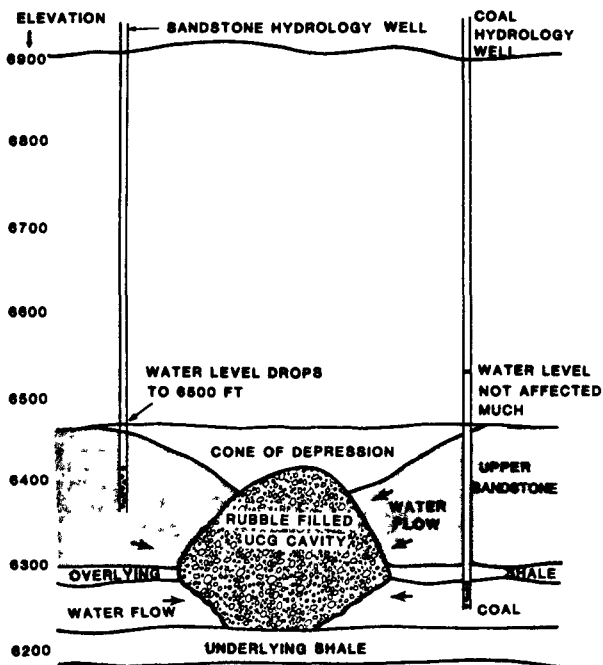 ELEVATION
SANDSTONE HYDROLOGY WELL
COAL
HYDROLOGY
WELL
6900
6800
6700
6600
WATER LEVEL DROPS
TO 6500 FT
WATER LEVEL
NOT AFFECTED
MUCH
6500
CONE OF DEPRESSION
6400
UPPER
SANDSTONE
WATER
FLOW
RUBBLE FILLED
UCG CAVITY
6300
OVERLYING
SHALE
WATER FLOW
COAL
6200
UNDERLYING SHALE